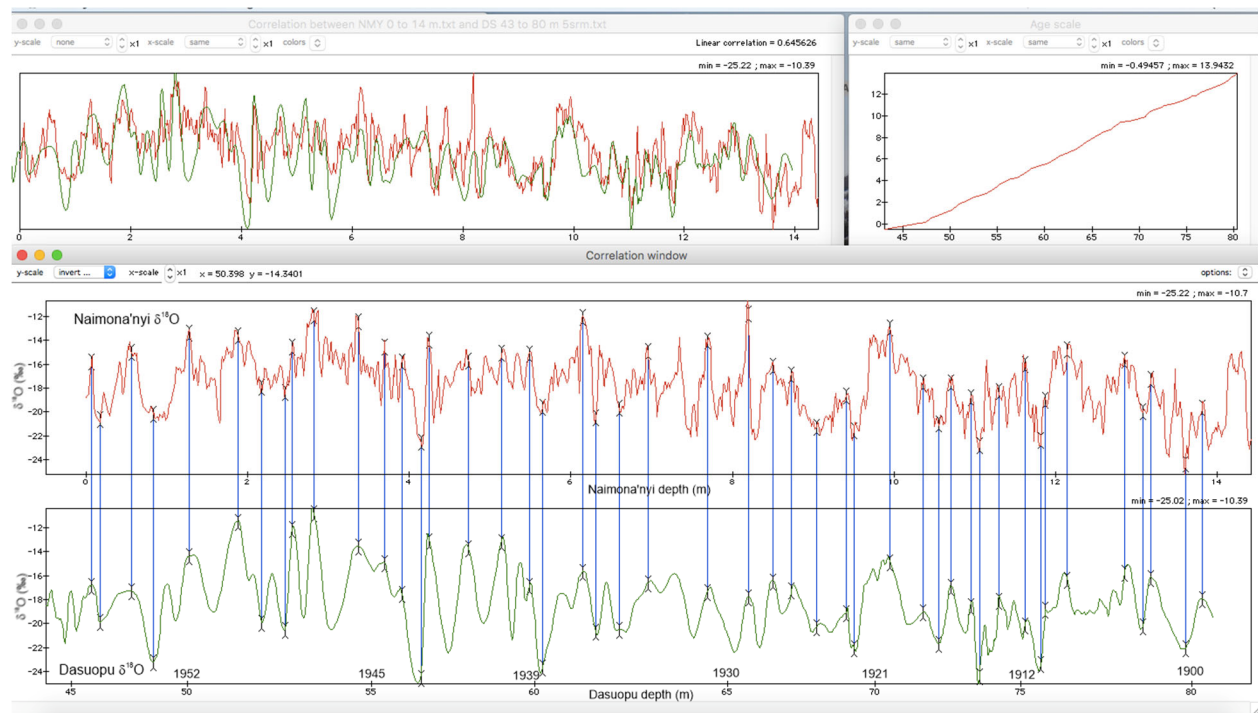 Correlation between NMY 0 to 14 m.txt and DS 43 to 80 m 5srm.txt
y-scale none x1 x-scale same x1 colors Linear correlation = 0.645626
min = -25.22 ; max = -10.39
0 2 4 6 8 10 12 14
Age scale
y-scale same x1 x-scale same x1 colors
min = -0.49457 ; max = 13.9432
12
10
8
6
4
2
0
45 50 55 60 65 70 75 80
Correlation window
y-scale invert ... x-scale x1 x = 50.398 y = -14.3401 options:
min = -25.22 ; max = -10.7
Naimona'nyi δ¹⁸O
δ¹⁸O (‰)
-12
-14
-16
-18
-20
-22
-24
0 2 4 6 8 10 12 14
Naimona'nyi depth (m)
min = -25.02 ; max = -10.39
δ¹⁸O (‰)
-12
-14
-16
-18
-20
-22
-24
Dasuopu δ¹⁸O
1952 1945 1939 1930 1921 1912 1900
45 50 55 60 65 70 75 80
Dasuopu depth (m)